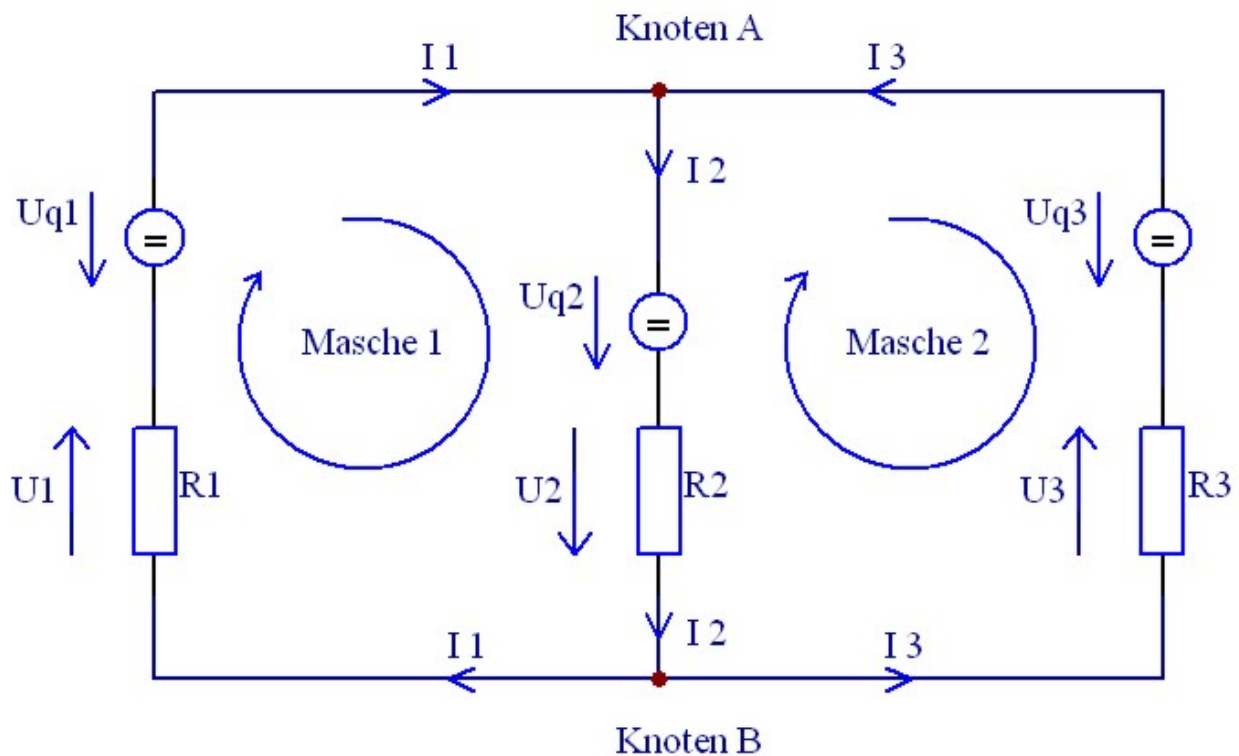 Knoten A
I 1
I 3
I 2
Uq1
=
Uq3
=
Uq2
=
Masche 1
Masche 2
U1
R1
U2
R2
U3
R3
I 1
I 2
I 3
Knoten B